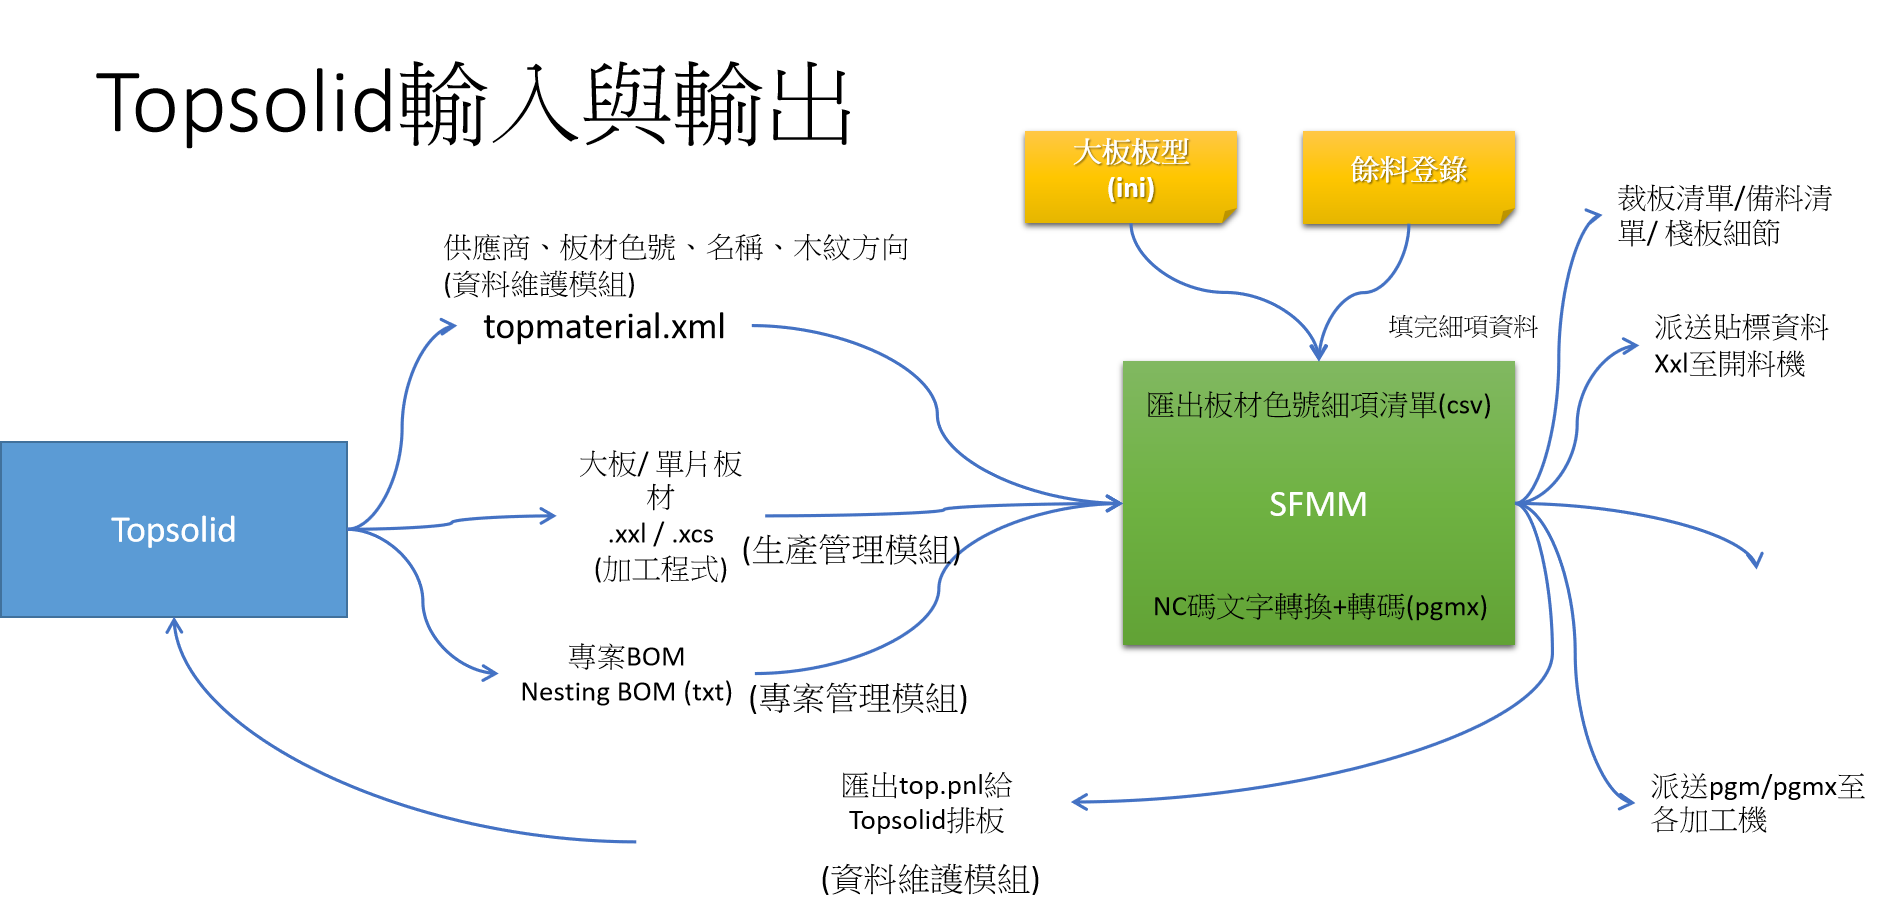 Topsolid輸入與輸出
大板板型
(ini)
餘料登錄
供應商、板材色號、名稱、木紋方向
(資料維護模組)
topmaterial.xml
填完細項資料
裁板清單/備料清
單/ 棧板細節
派送貼標資料
Xxl至開料機
匯出板材色號細項清單(csv)
SFMM
NC碼文字轉換+轉碼(pgmx)
Topsolid
大板/ 單片板
材
.xxl / .xcs
(加工程式)
(生產管理模組)
專案BOM
Nesting BOM (txt)
(專案管理模組)
匯出top.pnl給
Topsolid排板
(資料維護模組)
派送pgm/pgmx至
各加工機